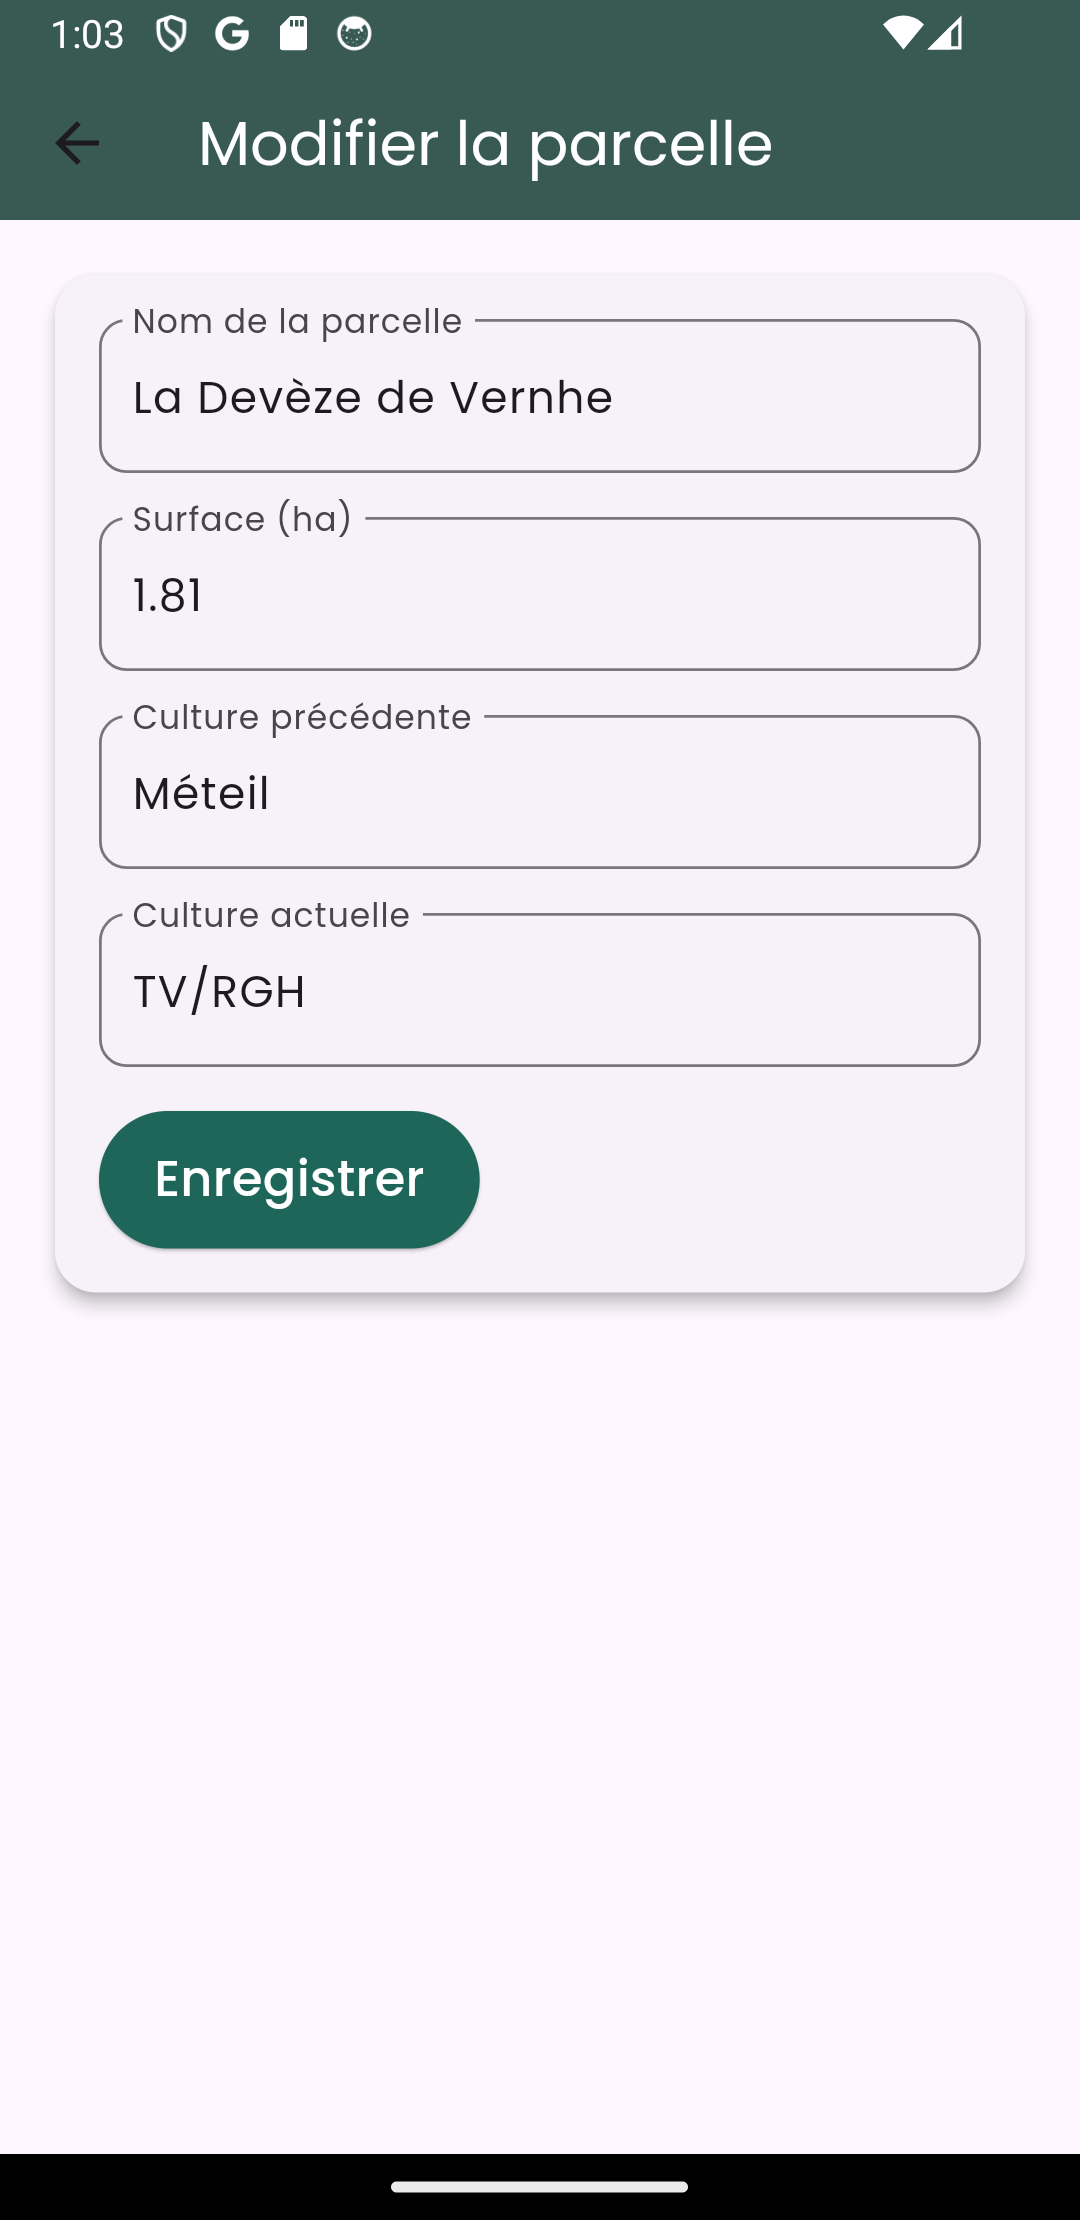 1:03
Modifier la parcelle
Nom de la parcelle
La Devèze de Vernhe
Surface (ha)
1.81
Culture précédente
Méteil
Culture actuelle
TV/RGH
Enregistrer